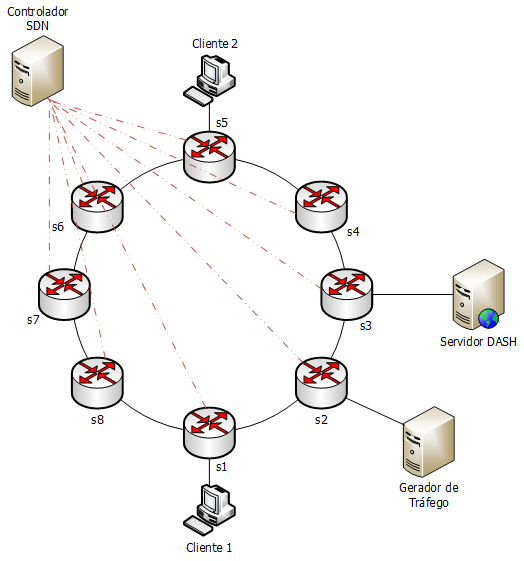 Controlador
SDN
Cliente 2
s5
s6
s4
s7
s3
Servidor DASH
s8
s2
s1
Gerador de
Tráfego
Cliente 1